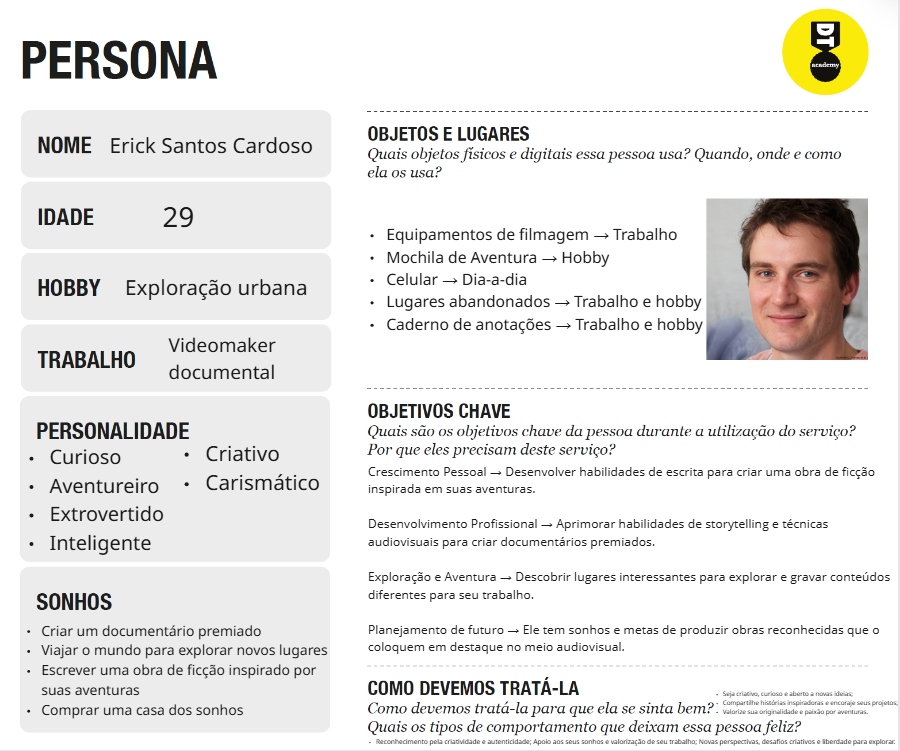 PERSONA
DT
academy
NOME Erick Santos Cardoso
IDADE 29
HOBBY Exploração urbana
TRABALHO Videomaker
documental
PERSONALIDADE
• Curioso
• Aventureiro
• Extrovertido
• Inteligente
• Criativo
• Carismático
SONHOS
• Criar um documentário premiado
• Viajar o mundo para explorar novos lugares
• Escrever uma obra de ficção inspirado por
suas aventuras
• Comprar uma casa dos sonhos
OBJETOS E LUGARES
Quais objetos físicos e digitais essa pessoa usa? Quando, onde e como
ela os usa?
• Equipamentos de filmagem → Trabalho
• Mochila de Aventura → Hobby
• Celular → Dia-a-dia
• Lugares abandonados → Trabalho e hobby
• Caderno de anotações → Trabalho e hobby
OBJETIVOS CHAVE
Quais são os objetivos chave da pessoa durante a utilização do serviço?
Por que eles precisam deste serviço?
Crescimento Pessoal → Desenvolver habilidades de escrita para criar uma obra de ficção
inspirada em suas aventuras.
Desenvolvimento Profissional → Aprimorar habilidades de storytelling e técnicas
audiovisuais para criar documentários premiados.
Exploração e Aventura → Descobrir lugares interessantes para explorar e gravar conteúdos
diferentes para seu trabalho.
Planejamento de futuro → Ele tem sonhos e metas de produzir obras reconhecidas que o
coloquem em destaque no meio audiovisual.
COMO DEVEMOS TRATÁ-LA
Como devemos tratá-la para que ela se sinta bem?
Quais os tipos de comportamento que deixam essa pessoa feliz?
• Seja criativo, curioso e aberto a novas ideias;
• Compartilhe histórias inspiradoras e encoraje seus projetos;
• Valorize sua originalidade e paixão por aventuras.
• Reconhecimento pela criatividade e autenticidade; Apoio aos seus sonhos e valorização de seu trabalho; Novas perspectivas, desafios criativos e liberdade para explorar.